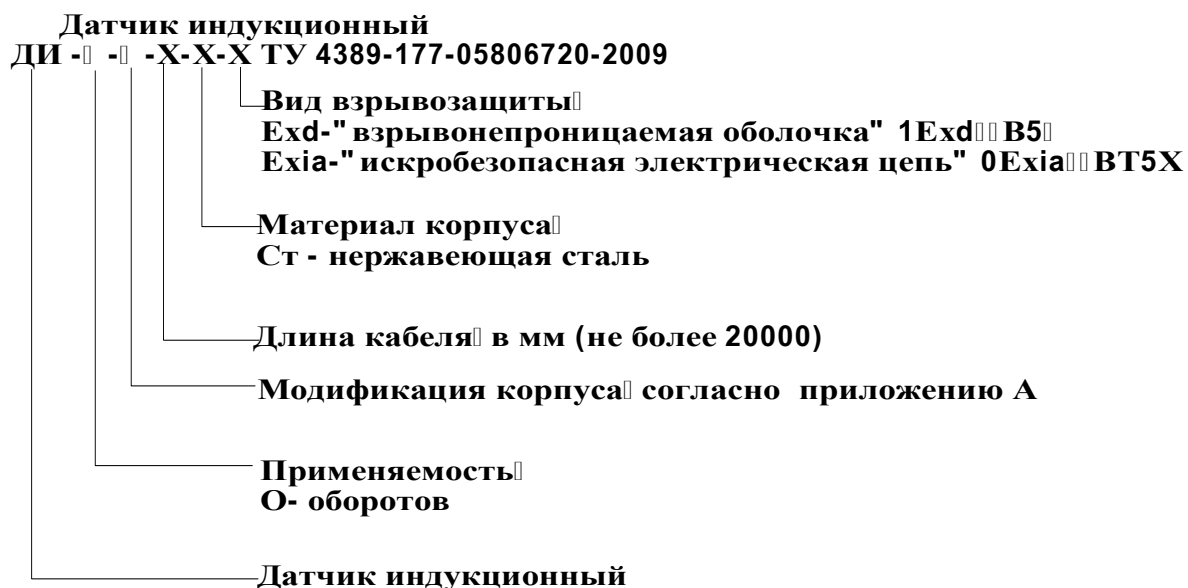 Датчик индукционный
ДИ -▯ -▯ -Х-Х-Х ТУ 4389-177-05806720-2009
Вид взрывозащиты▯
Exd-"взрывонепроницаемая оболочка" 1Exd▯▯В5▯
Exia-"искробезопасная электрическая цепь" 0Exia▯▯ВТ5Х
Материал корпуса▯
Ст - нержавеющая сталь
Длина кабеля▯ в мм (не более 20000)
Модификация корпуса▯ согласно приложению А
Применяемость▯
О- оборотов
Датчик индукционный